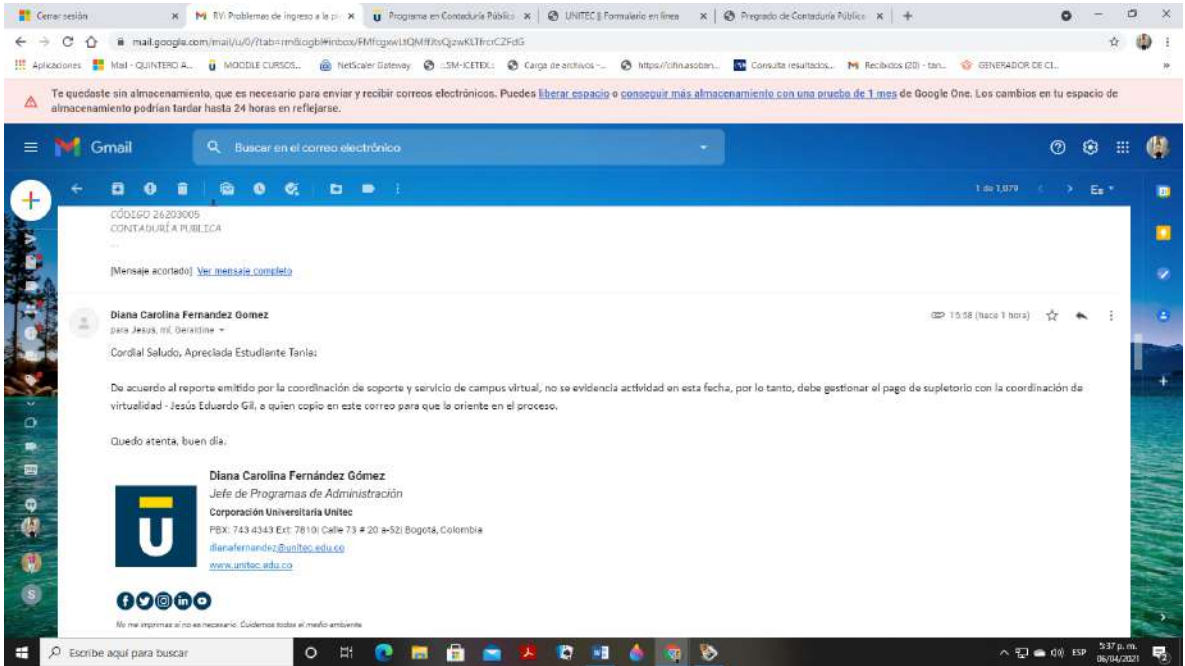 Cerrar sesión
RV: Problemas de ingreso a la pl
Programa en Contaduría Públic
UNITEC || Formulario en línea
Pregrado de Contaduría Pública
Aplicaciones
Mail - QUINTERO A...
MOODLE CURSOS...
NetScaler Gateway
Carga de archivos -...
Consulta resultados...
Recibidos (20) - tan...
GENERADOR DE CI...
Te quedaste sin almacenamiento, que es necesario para enviar y recibir correos electrónicos. Puedes liberar espacio o conseguir más almacenamiento con una prueba de 1 mes de Google One. Los cambios en tu espacio de
almacenamiento podrían tardar hasta 24 horas en reflejarse.
Gmail
Buscar en el correo electrónico
1 de 1,079
Es
CÓDIGO 26203005
CONTADURÍA PUBLICA
...
[Mensaje acortado] Ver mensaje completo
Diana Carolina Fernandez Gomez
15:58 (hace 1 hora)
para Jesus, mí, Geraldine
Cordial Saludo, Apreciada Estudiante Tania:
De acuerdo al reporte emitido por la coordinación de soporte y servicio de campus virtual, no se evidencia actividad en esta fecha, por lo tanto, debe gestionar el pago de supletorio con la coordinación de
virtualidad - Jesús Eduardo Gil, a quien copio en este correo para que la oriente en el proceso.
Quedo atenta, buen día.
Diana Carolina Fernández Gómez
Jefe de Programas de Administración
Corporación Universitaria Unitec
PBX: 743 4343 Ext: 7810| Calle 73 # 20 a-52| Bogotá, Colombia
dianafernandez@unitec.edu.co
www.unitec.edu.co
No me imprimas si no es necesario. Cuidemos todos el medio ambiente
Escribe aquí para buscar
ESP
5:37 p. m.
06/04/2021